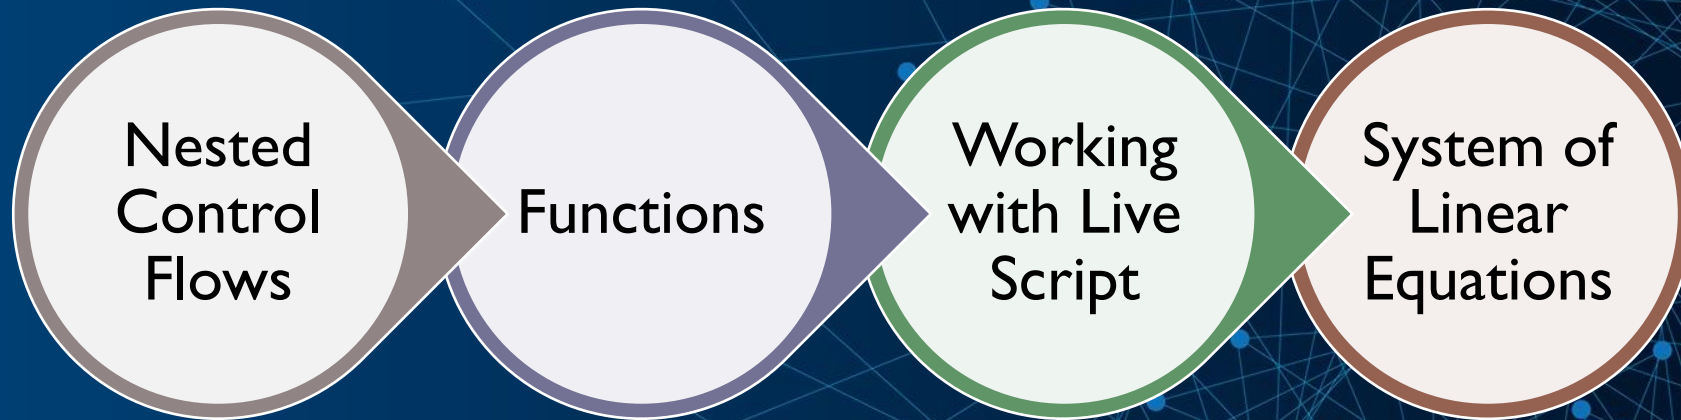 Nested
Control
Flows
Functions
Working
with Live
Script
System of
Linear
Equations